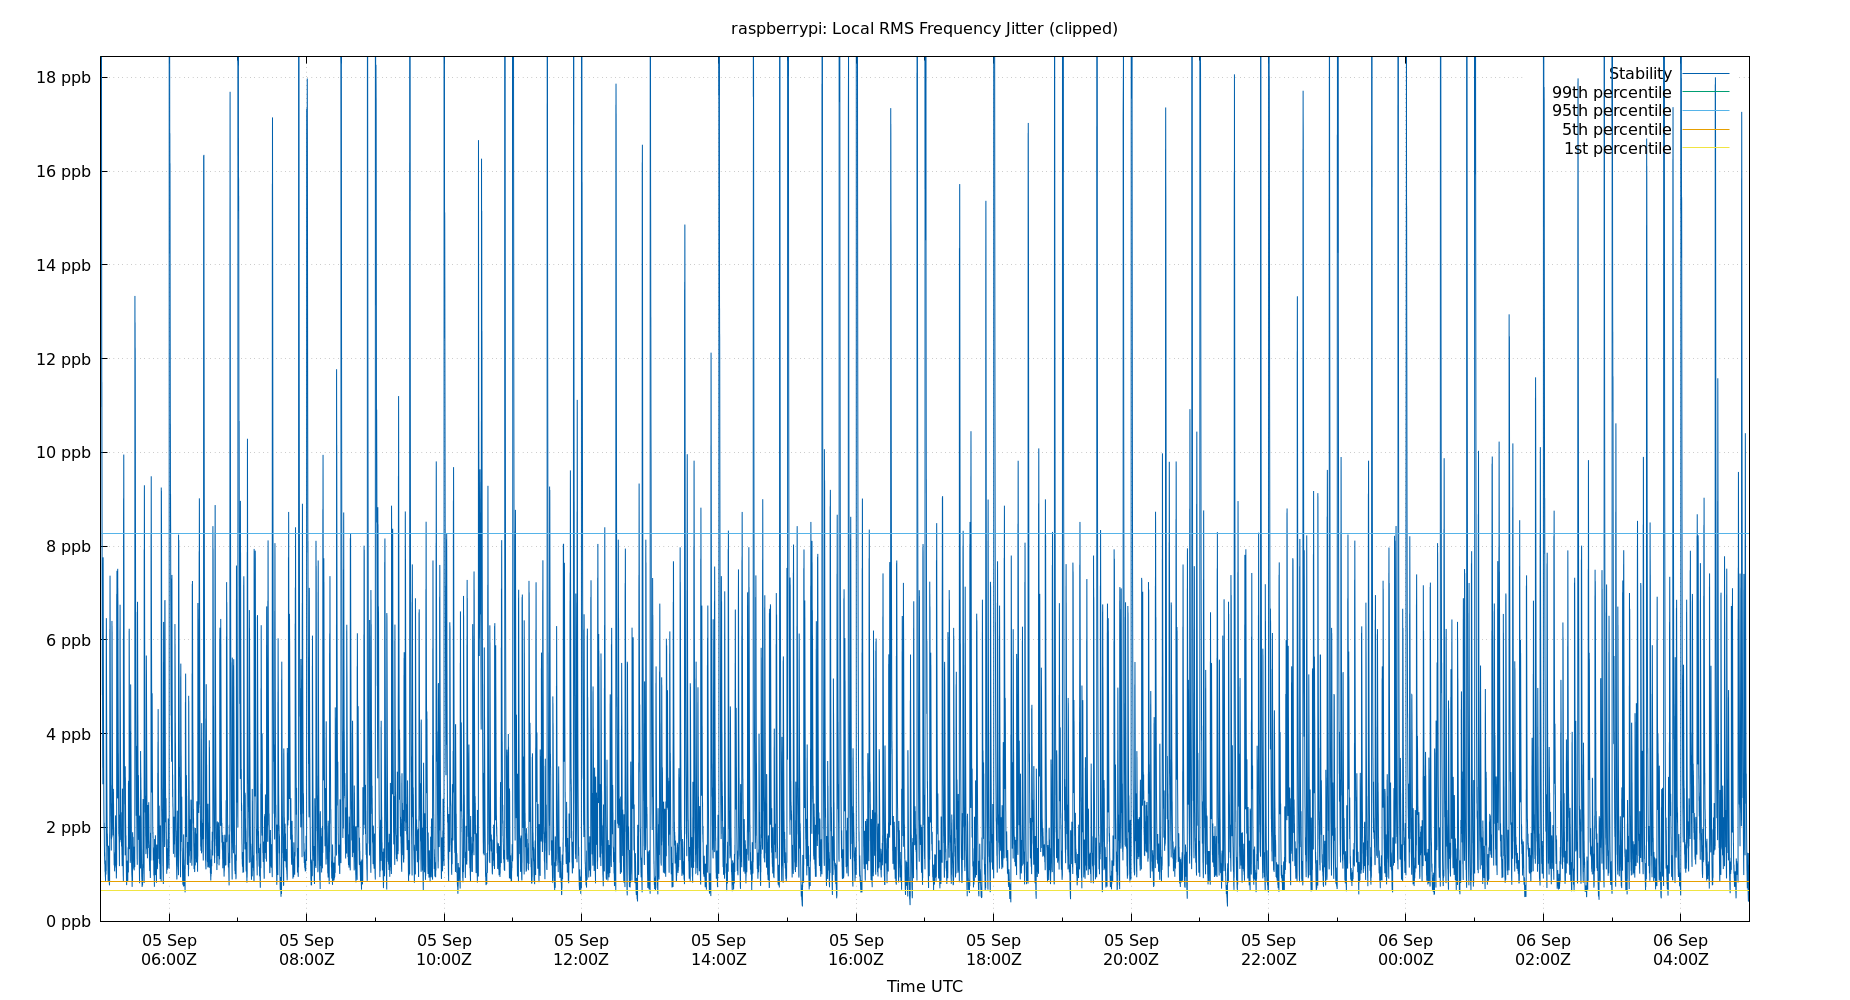 raspberrypi: Local RMS Frequency Jitter (clipped)
18 ppb
16 ppb
14 ppb
12 ppb
10 ppb
8 ppb
6 ppb
4 ppb
2 ppb
0 ppb
Stability
99th percentile
95th percentile
5th percentile
1st percentile
05 Sep 05 Sep 05 Sep 05 Sep 05 Sep 05 Sep 05 Sep 05 Sep 05 Sep 06 Sep 06 Sep 06 Sep
06:00Z 08:00Z 10:00Z 12:00Z 14:00Z 16:00Z 18:00Z 20:00Z 22:00Z 00:00Z 02:00Z 04:00Z
Time UTC